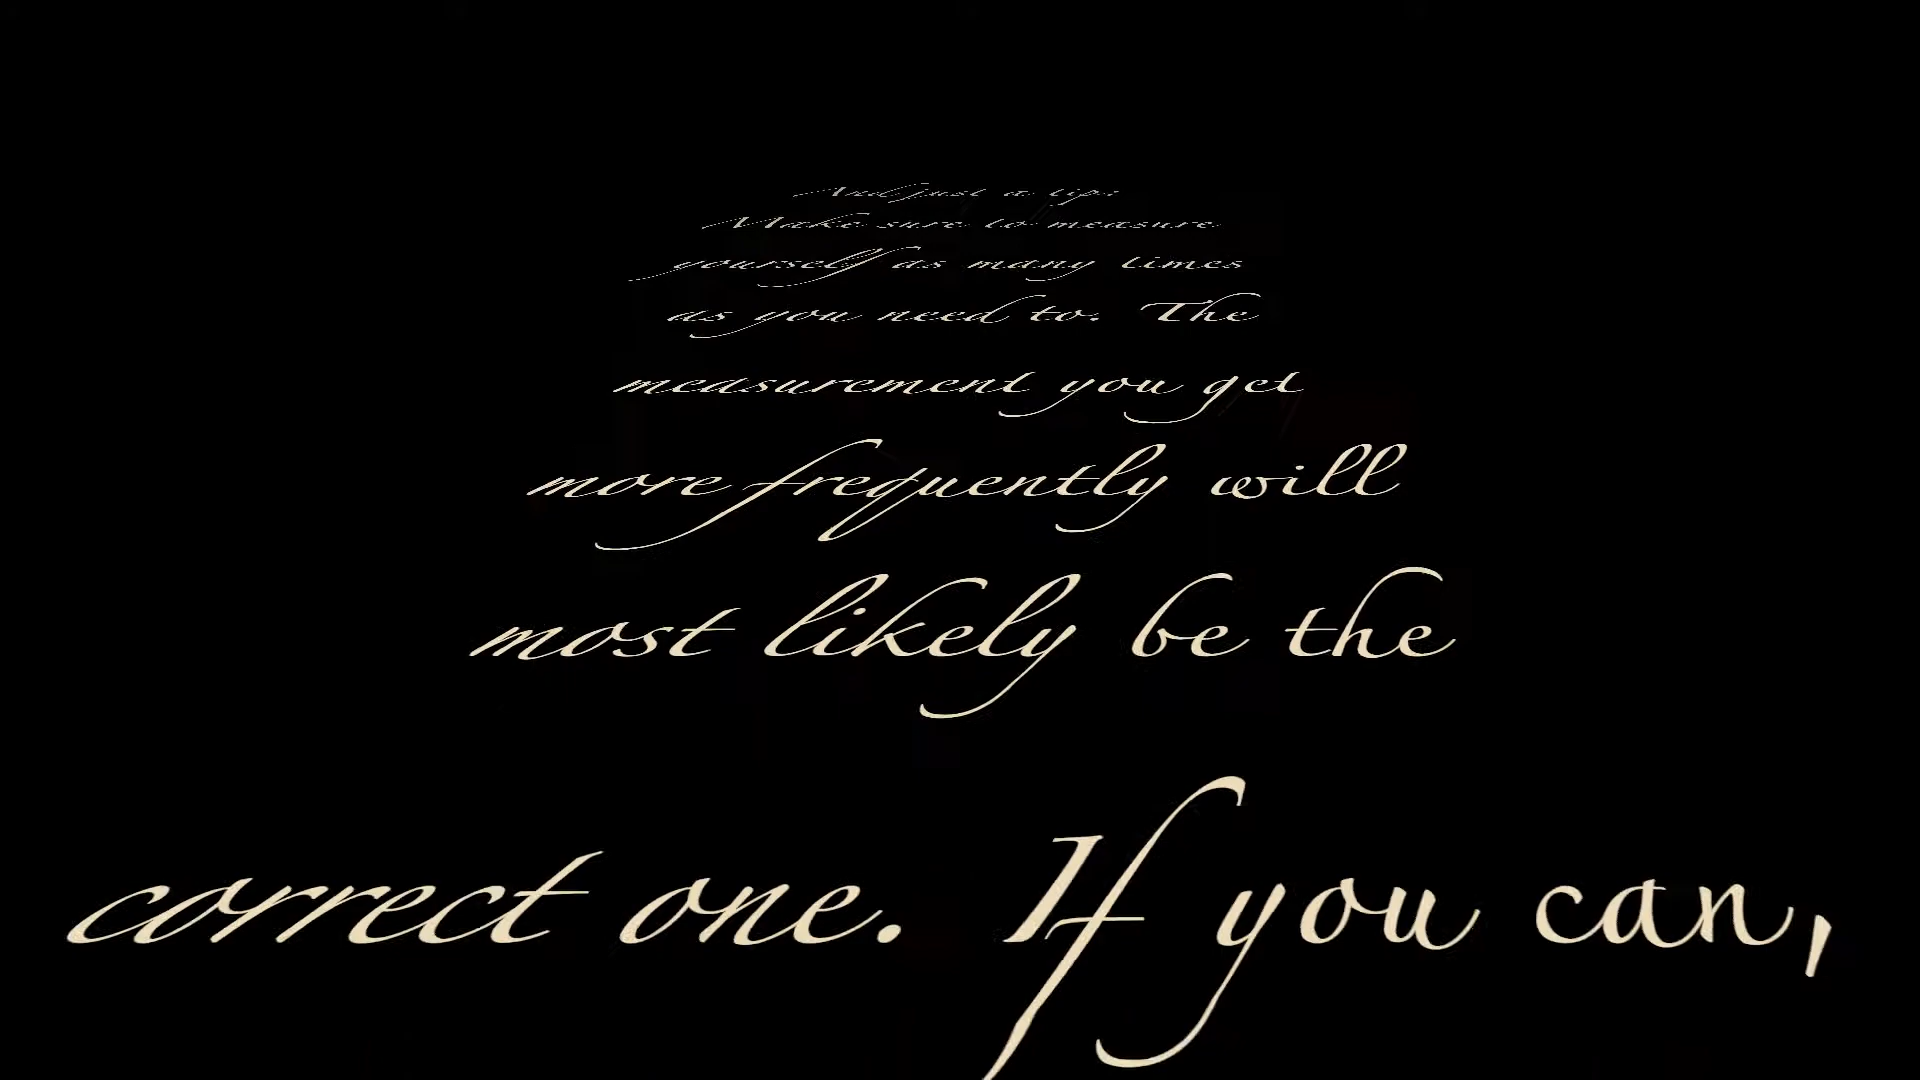 And just a tip:
Make sure to measure
yourself as many times
as you need to. The
measurement you get
more frequently will
most likely be the
correct one. If you can,